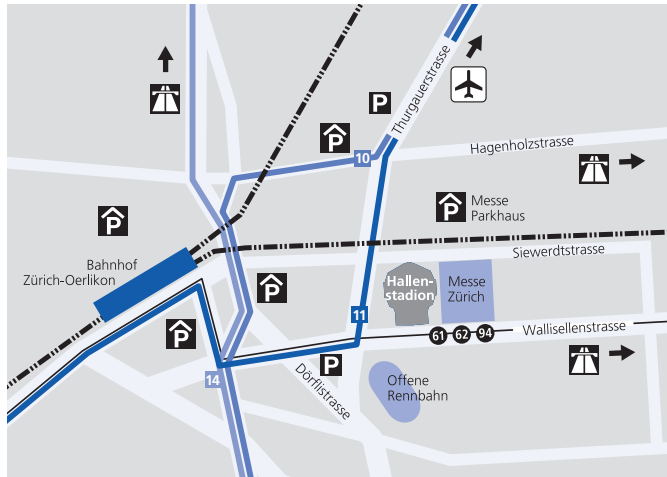 Thurgauerstrasse
P
P
10
Hagenholzstrasse
P
Messe
Parkhaus
P
Bahnhof
Zürich-Oerlikon
Siewerdtstrasse
Hallen-
stadion
Messe
Zürich
P
11
P
61 62 94
Wallisellenstrasse
P
14
Dörflistrasse
Offene
Rennbahn